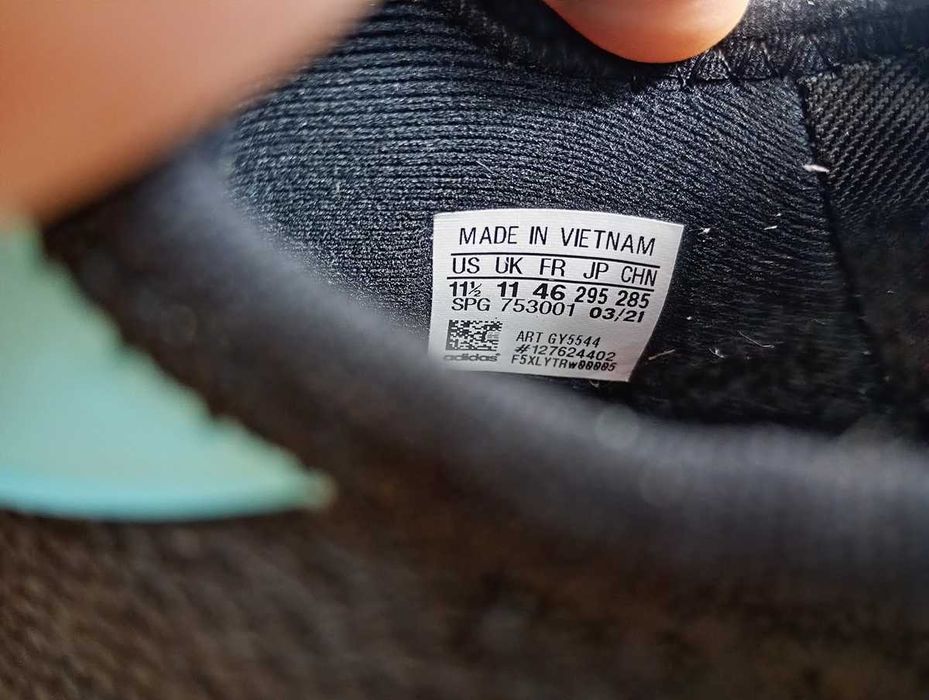 MADE IN VIETNAM
US UK FR JP CHN
11½ 11 46 295 285
SPG 753001 03/21
ART GY5544
#127624402
adidas F5XLYTRw00005